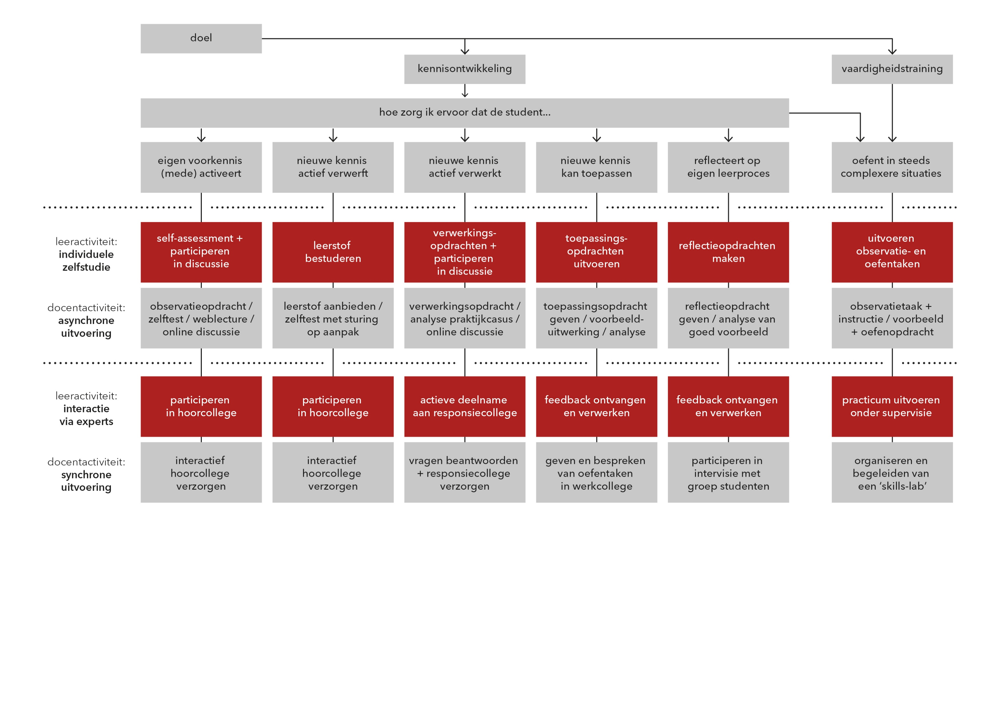 doel
kennisontwikkeling
vaardigheidstraining
hoe zorg ik ervoor dat de student...
eigen voorkennis
(mede) activeert
nieuwe kennis
actief verwerft
nieuwe kennis
actief verwerkt
nieuwe kennis
kan toepassen
reflecteert op
eigen leerproces
oefent in steeds
complexere situaties
leeractiviteit:
individuele
zelfstudie
self-assessment +
participeren
in discussie
leerstof
bestuderen
verwerkings-
opdrachten +
participeren
in discussie
toepassings-
opdrachten
uitvoeren
reflectieopdrachten
maken
uitvoeren
observatie- en
oefentaken
docentactiviteit:
asynchrone
uitvoering
observatieopdracht /
zelftest / weblecture /
online discussie
leerstof aanbieden /
zelftest met sturing
op aanpak
verwerkingsopdracht /
analyse praktijkcasus /
online discussie
toepassingsopdracht
geven / voorbeeld-
uitwerking / analyse
reflectieopdracht
geven / analyse van
goed voorbeeld
observatietaak +
instructie / voorbeeld
+ oefenopdracht
leeractiviteit:
interactie
via experts
participeren
in hoorcollege
participeren
in hoorcollege
actieve deelname
aan responsiecollege
feedback ontvangen
en verwerken
feedback ontvangen
en verwerken
practicum uitvoeren
onder supervisie
docentactiviteit:
synchrone
uitvoering
interactief
hoorcollege
verzorgen
interactief
hoorcollege
verzorgen
vragen beantwoorden
+ responsiecollege
verzorgen
geven en bespreken
van oefentaken
in werkcollege
participeren in
intervisie met
groep studenten
organiseren en
begeleiden van
een ‘skills-lab’